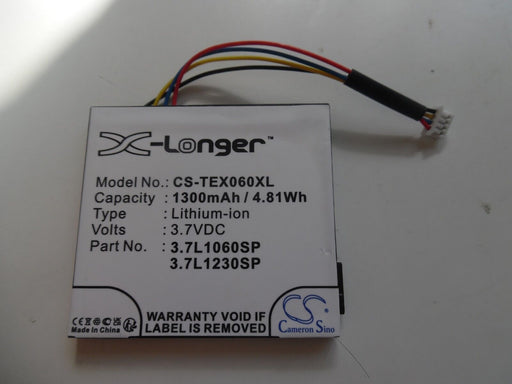 X-Longer™
Model No.: CS-TEX060XL
Capacity : 1300mAh / 4.81Wh
Type : Lithium-ion
Volts : 3.7VDC
Part No. : 3.7L1060SP
3.7L1230SP
WARRANTY VOID IF
LABEL IS REMOVED
Made in China
CS
Cameron Sino